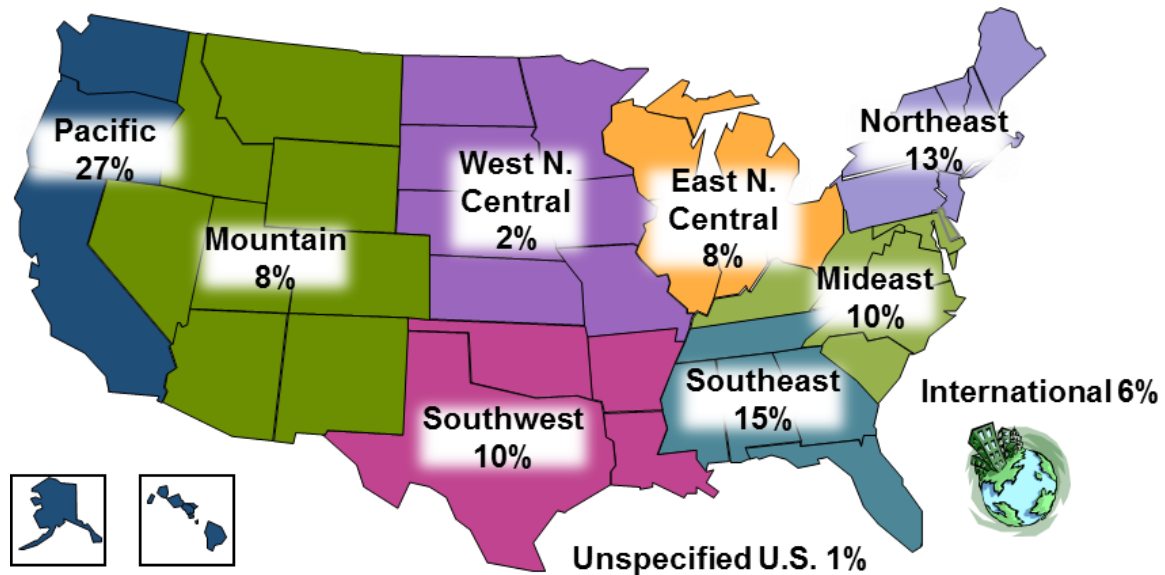 Pacific
27%
Mountain
8%
West N.
Central
2%
East N.
Central
8%
Northeast
13%
Mideast
10%
Southeast
15%
Southwest
10%
International 6%
Unspecified U.S. 1%